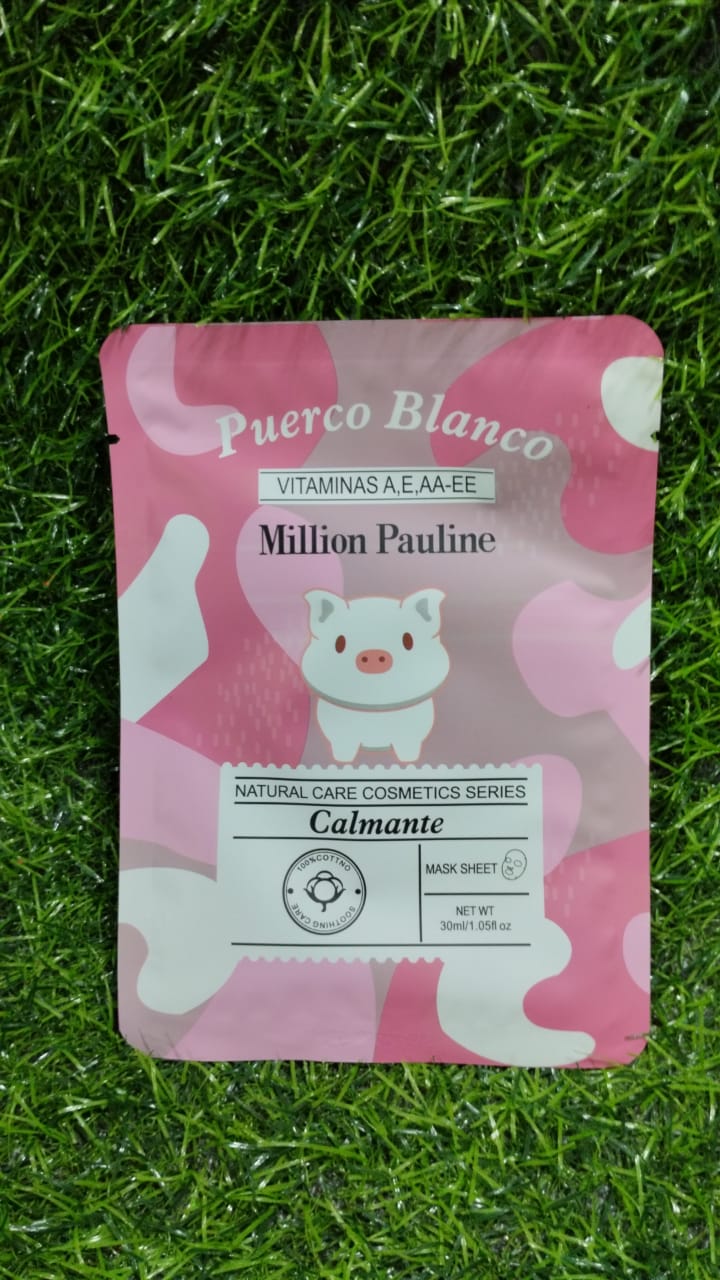 Puerco Blanco
VITAMINAS A,E,AA-EE
Million Pauline
NATURAL CARE COSMETICS SERIES
Calmante
100%COTTNO
SOOTHING CARE
MASK SHEET
NET WT
30ml/1.05fl oz